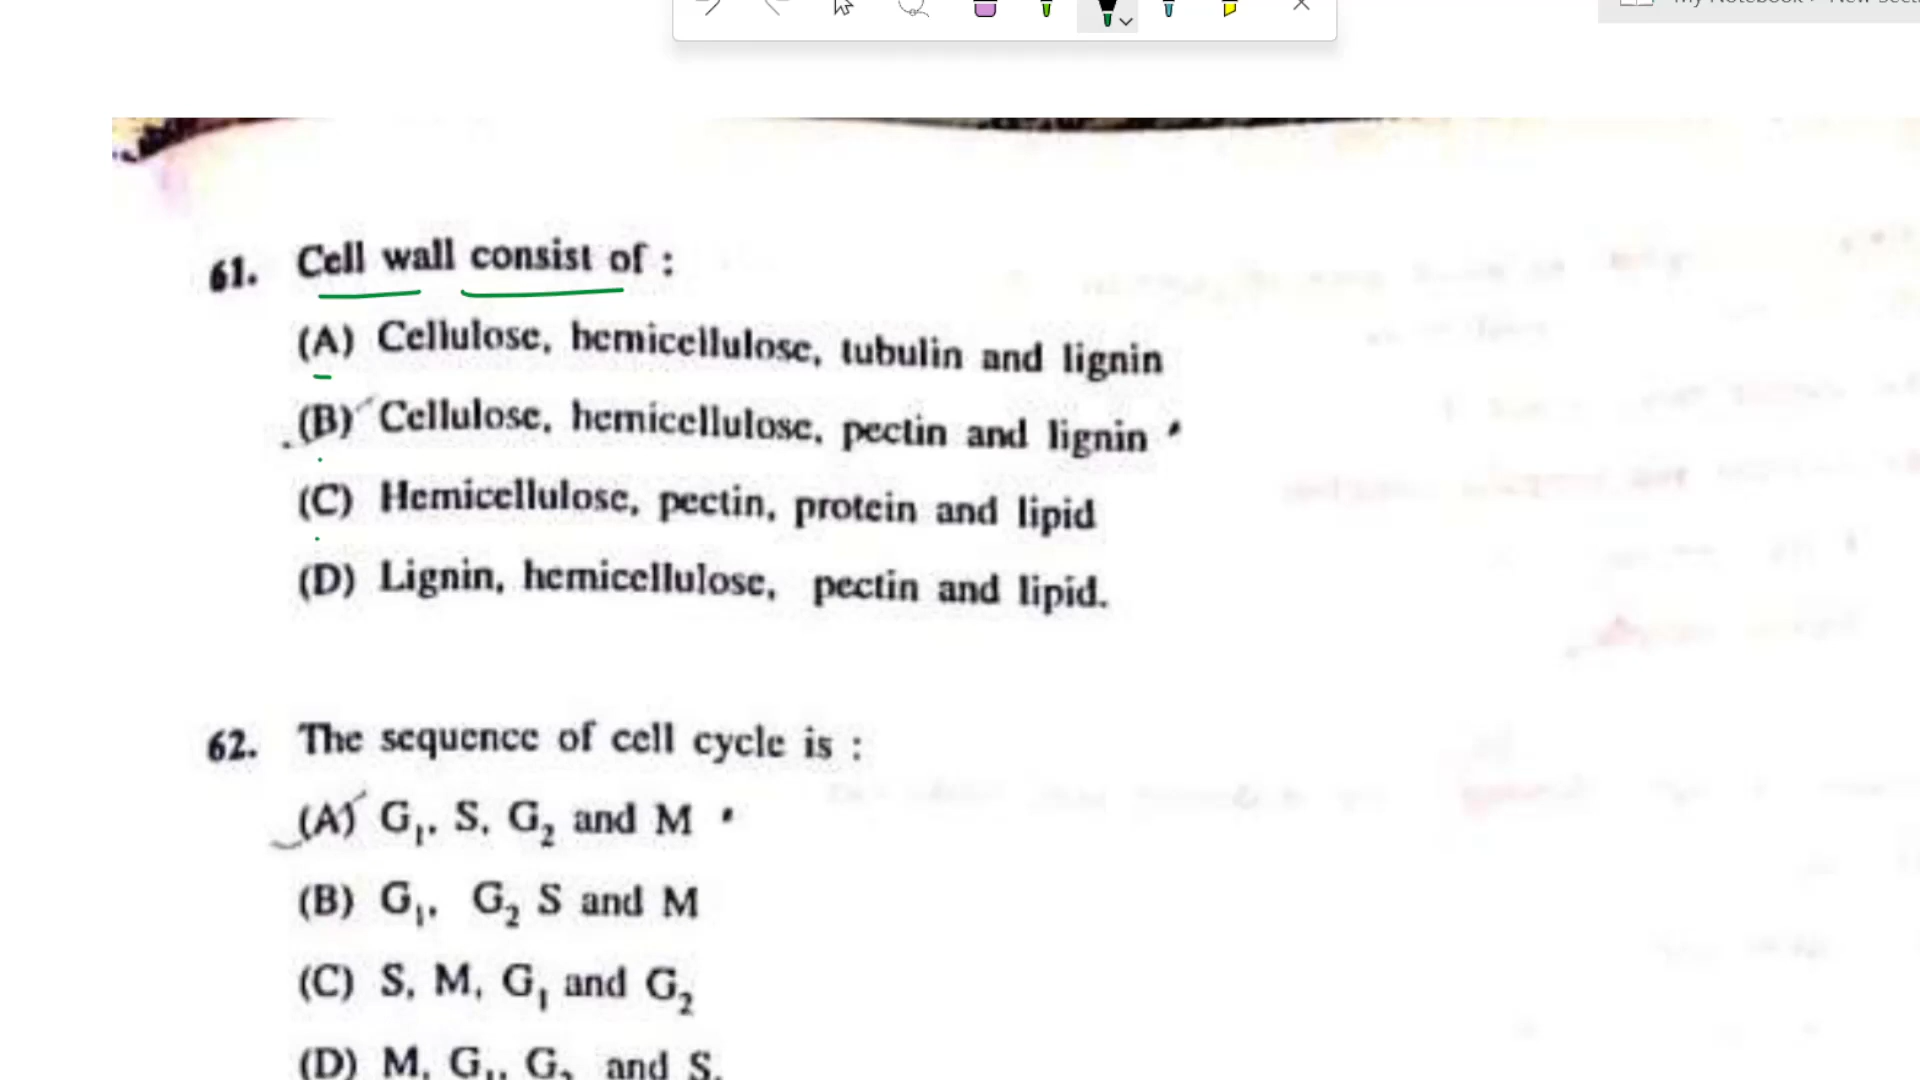 61. Cell wall consist of :
(A) Cellulose, hemicellulose, tubulin and lignin
(B) Cellulose, hemicellulose, pectin and lignin
(C) Hemicellulose, pectin, protein and lipid
(D) Lignin, hemicellulose, pectin and lipid.
62. The sequence of cell cycle is :
(A) G₁, S, G₂ and M
(B) G₁, G₂ S and M
(C) S, M, G₁ and G₂
(D) M, G₁, G₂ and S.